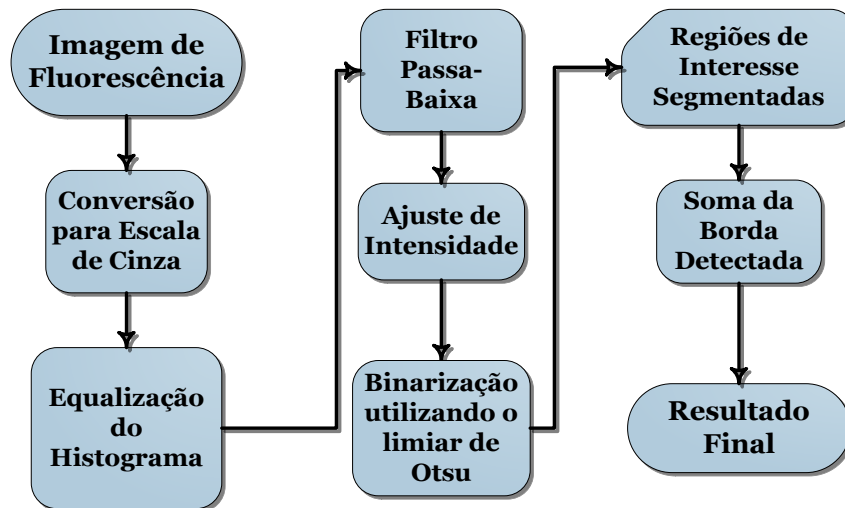 Imagem de
Fluorescência
Conversão
para Escala
de Cinza
Equalização
do
Histograma
Filtro
Passa-
Baixa
Ajuste de
Intensidade
Binarização
utilizando o
limiar de
Otsu
Regiões de
Interesse
Segmentadas
Soma da
Borda
Detectada
Resultado
Final